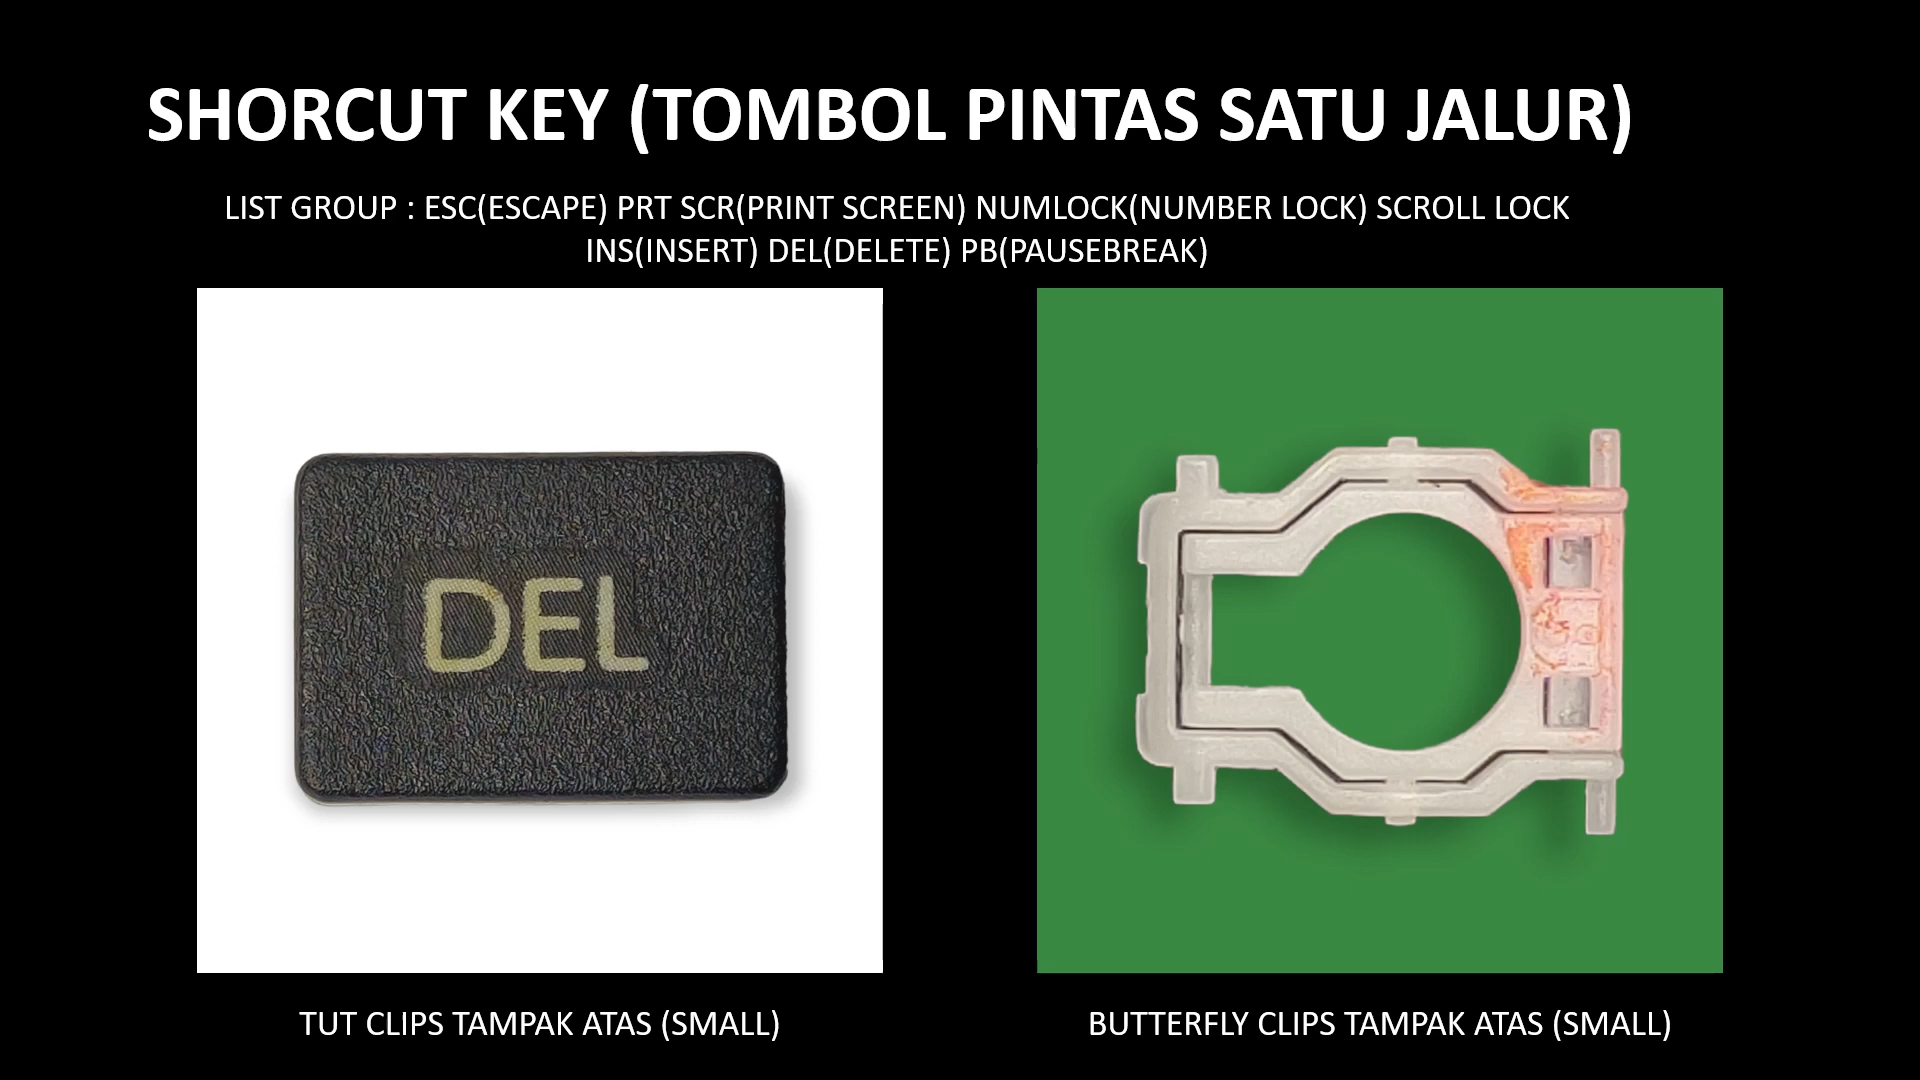 SHORCUT KEY (TOMBOL PINTAS SATU JALUR)
LIST GROUP : ESC(ESCAPE) PRT SCR(PRINT SCREEN) NUMLOCK(NUMBER LOCK) SCROLL LOCK
INS(INSERT) DEL(DELETE) PB(PAUSEBREAK)
DEL
TUT CLIPS TAMPAK ATAS (SMALL)
BUTTERFLY CLIPS TAMPAK ATAS (SMALL)